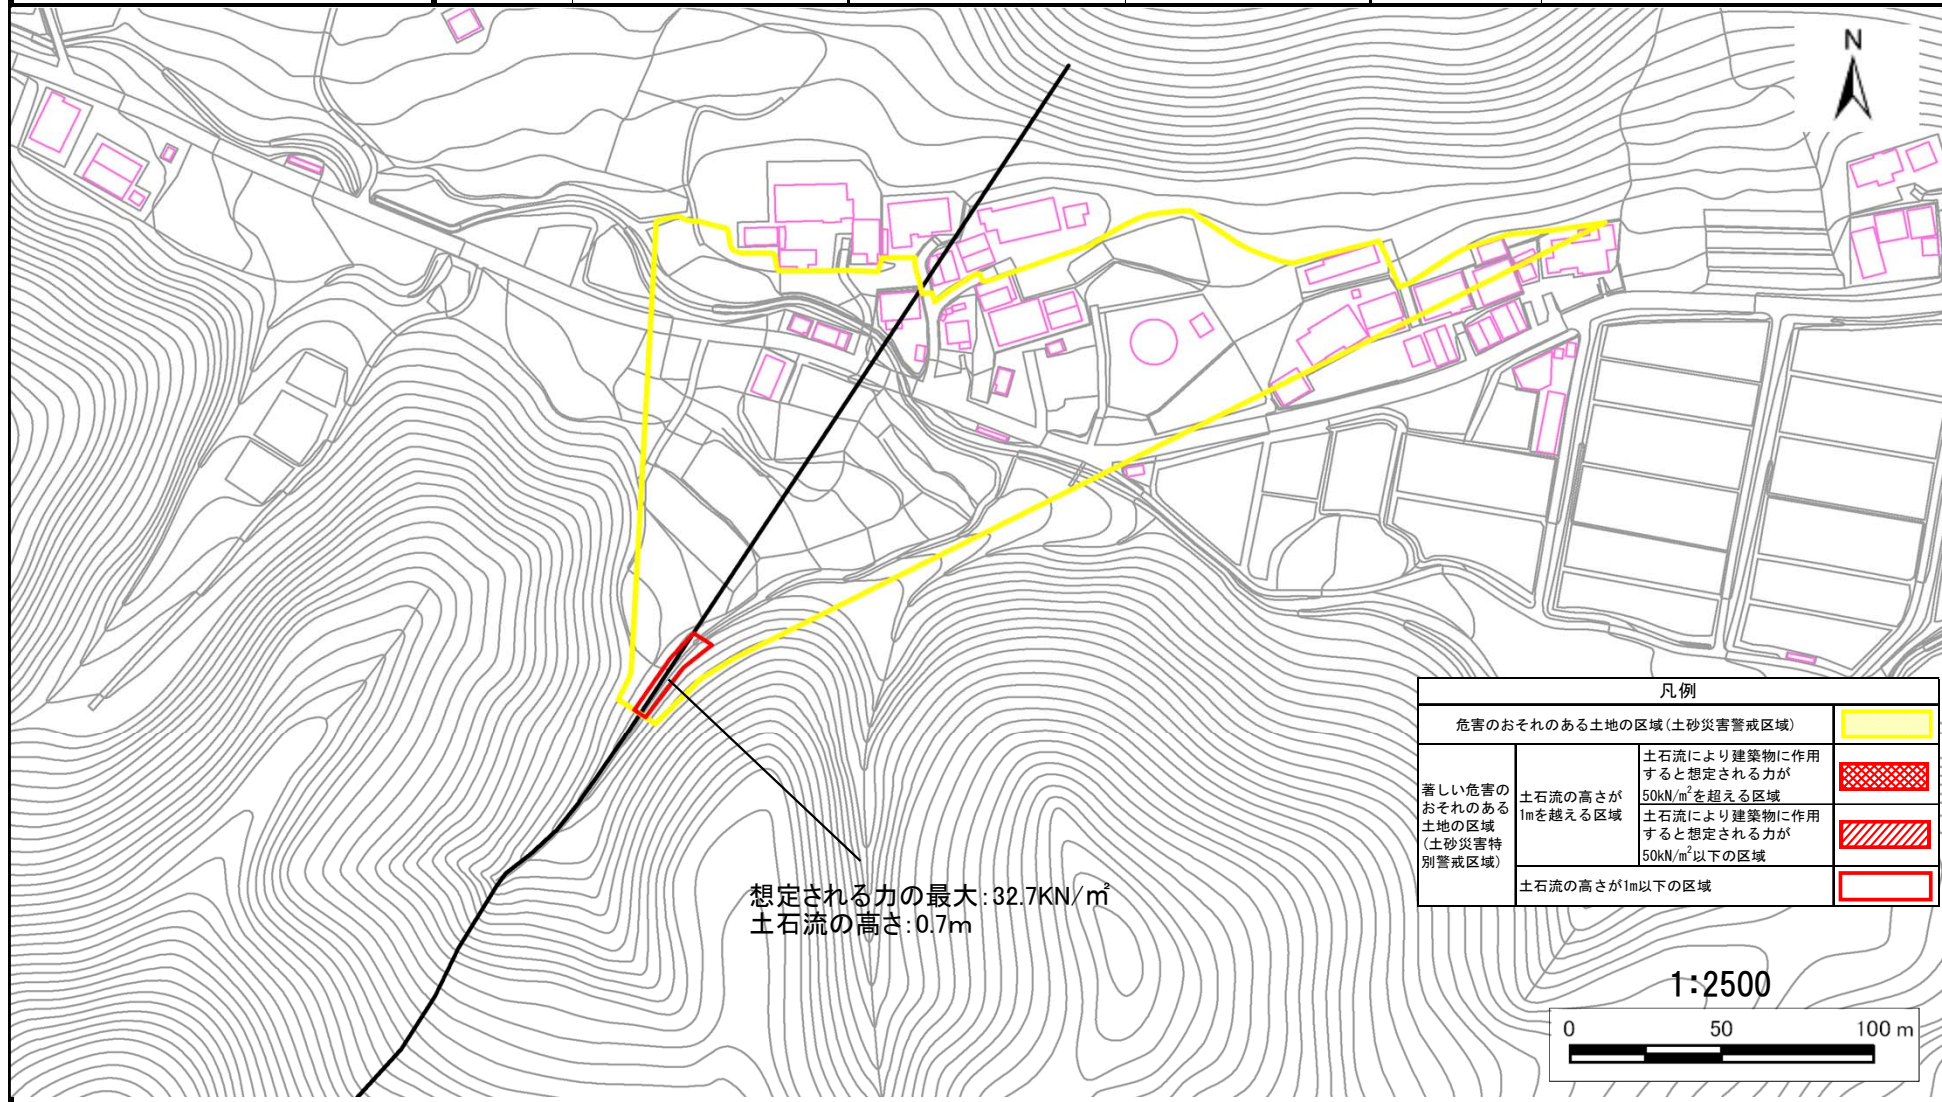 N
凡例
危害のおそれのある土地の区域(土砂災害警戒区域)
著しい危害の
おそれのある
土地の区域
(土砂災害特
別警戒区域)
土石流の高さが
1mを越える区域
土石流により建築物に作用
すると想定される力が
50kN/m²を超える区域
土石流により建築物に作用
すると想定される力が
50kN/m²以下の区域
土石流の高さが1m以下の区域
想定される力の最大:32.7KN/㎡
土石流の高さ:0.7m
1:2500
0 50 100 m